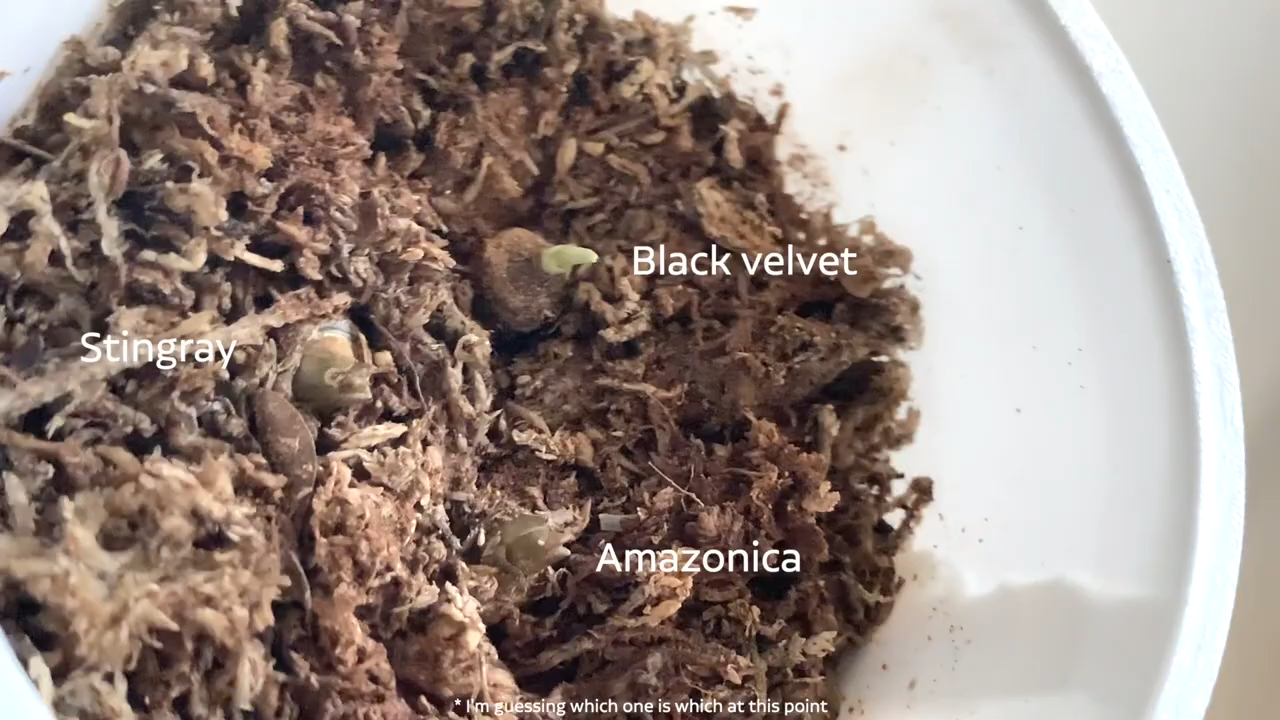 Black velvet
Stingray
Amazonica
* I'm guessing which one is which at this point